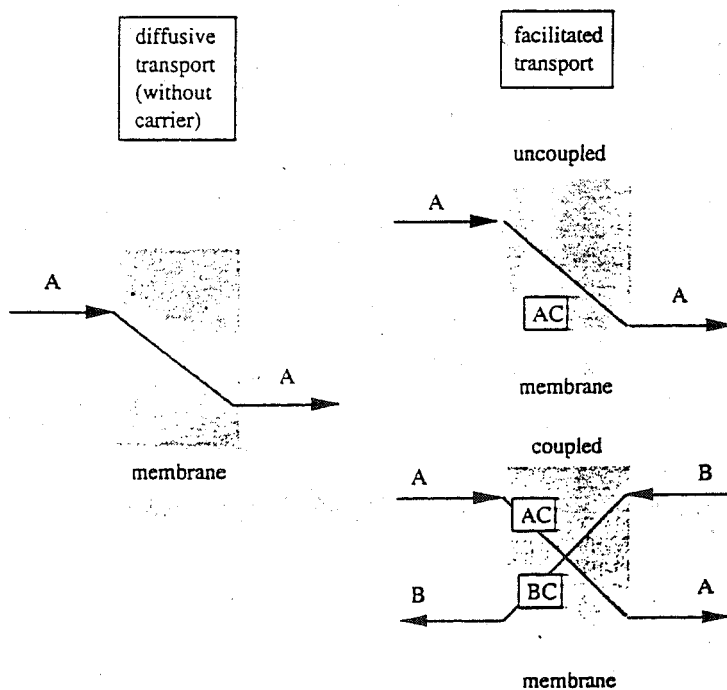 diffusive
transport
(without
carrier)
A
A
membrane
facilitated
transport
uncoupled
A
AC
A
membrane
coupled
A
B
AC
BC
B
A
membrane